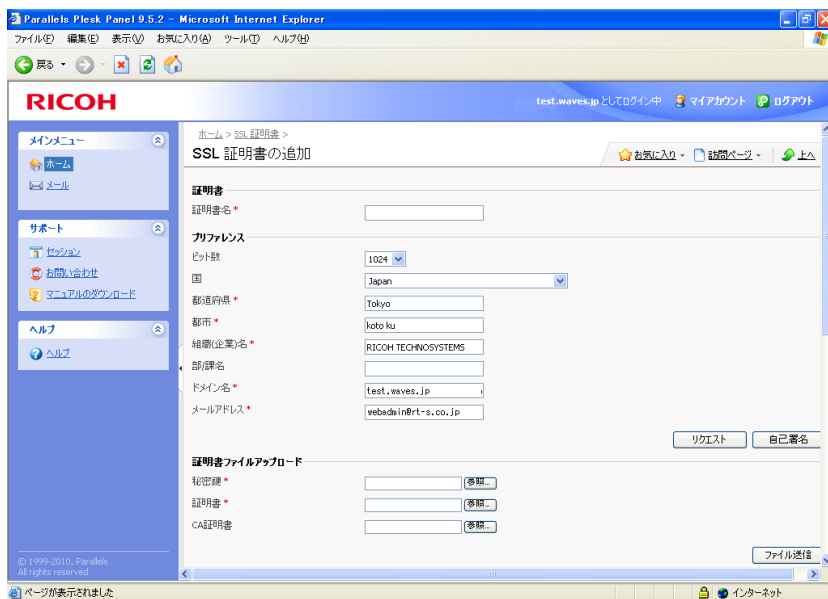 Parallels Plesk Panel 9.5.2 - Microsoft Internet Explorer
ファイル(F) 編集(E) 表示(V) お気に入り(A) ツール(T) ヘルプ(H)
戻る
RICOH
test.waves.jp としてログイン中 マイアカウント ログアウト
メインメニュー
ホーム
メール
サポート
セッション
お問い合わせ
マニュアルのダウンロード
ヘルプ
ヘルプ
© 1999-2010, Parallels
All rights reserved
ホーム > SSL 証明書 >
SSL 証明書の追加
お気に入り 訪問ページ 上へ
証明書
証明書名 *
プリファレンス
ビット数 1024
国 Japan
都道府県 * Tokyo
都市 * koto ku
組織(企業)名 * RICOH TECHNOSYSTEMS
部/課名
ドメイン名 * test.waves.jp
メールアドレス * webadmin@rt-s.co.jp
リクエスト 自己署名
証明書ファイルアップロード
秘密鍵 * 参照...
証明書 * 参照...
CA証明書 参照...
ファイル送信
ページが表示されました インターネット